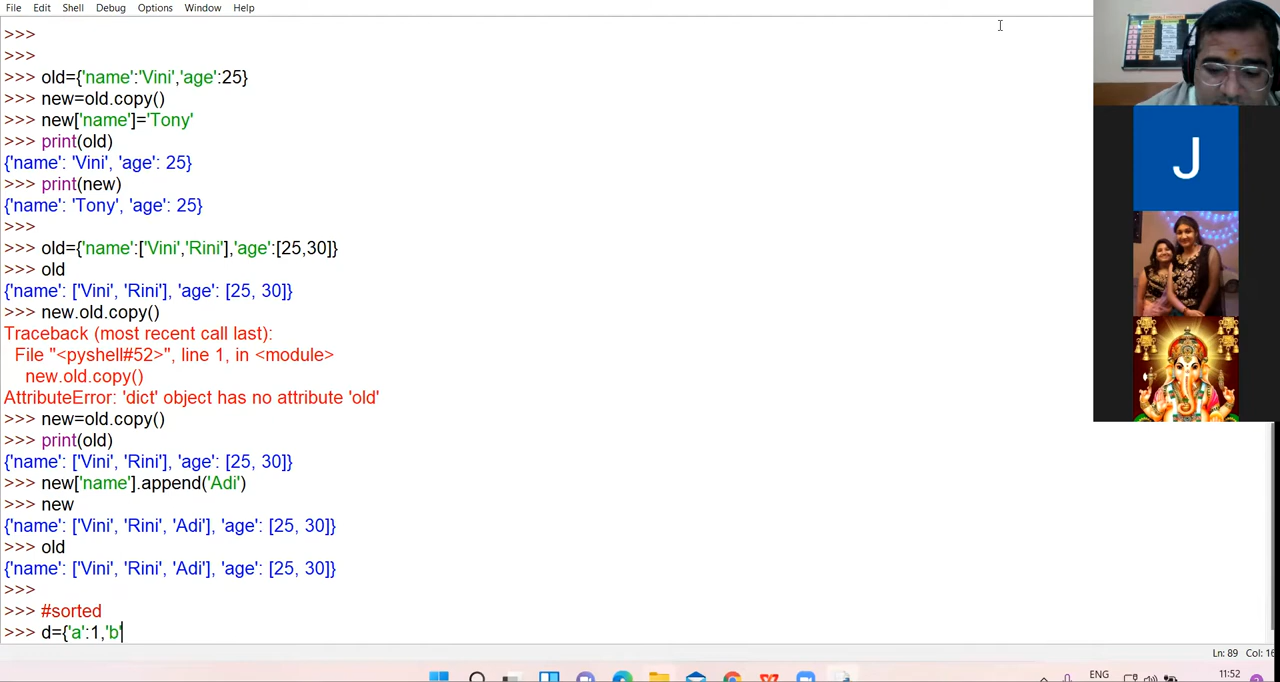 File Edit Shell Debug Options Window Help
>>>
>>>
>>> old={'name':'Vini','age':25}
>>> new=old.copy()
>>> new['name']='Tony'
>>> print(old)
{'name': 'Vini', 'age': 25}
>>> print(new)
{'name': 'Tony', 'age': 25}
>>>
>>> old={'name':['Vini','Rini'],'age':[25,30]}
>>> old
{'name': ['Vini', 'Rini'], 'age': [25, 30]}
>>> new.old.copy()
Traceback (most recent call last):
File "<pyshell#52>", line 1, in <module>
new.old.copy()
AttributeError: 'dict' object has no attribute 'old'
>>> new=old.copy()
>>> print(old)
{'name': ['Vini', 'Rini'], 'age': [25, 30]}
>>> new['name'].append('Adi')
>>> new
{'name': ['Vini', 'Rini', 'Adi'], 'age': [25, 30]}
>>> old
{'name': ['Vini', 'Rini', 'Adi'], 'age': [25, 30]}
>>>
>>> #sorted
>>> d={'a':1,'b'
J
Ln: 89 Col: 16
ENG
11:52